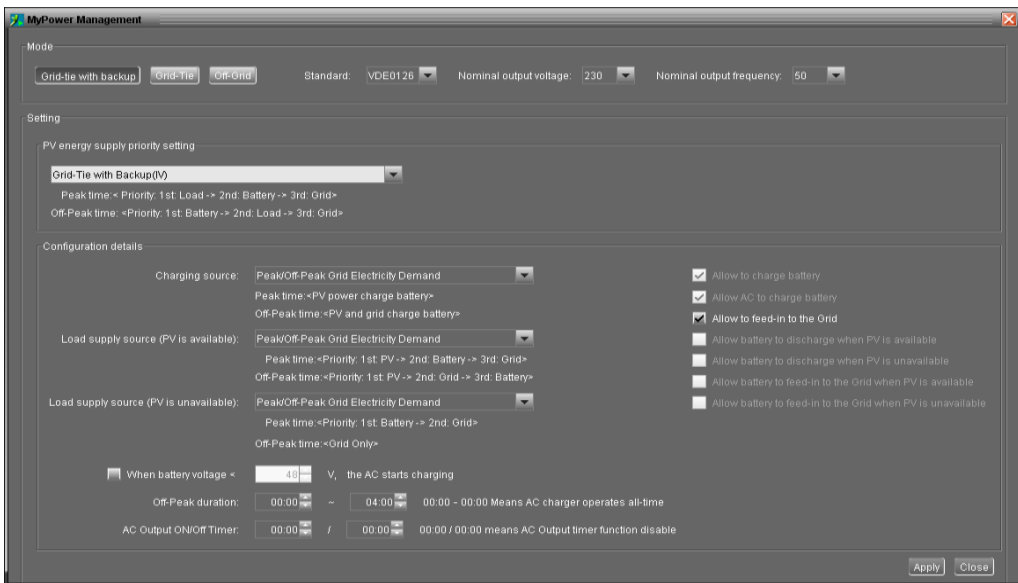 MyPower Management
Mode
Grid-tie with backup Grid-Tie Off-Grid Standard: VDE0126 Nominal output voltage: 230 Nominal output frequency: 50
Setting
PV energy supply priority setting
Grid-Tie with Backup(IV)
Peak time:< Priority: 1st: Load -> 2nd: Battery -> 3rd: Grid>
Off-Peak time: <Priority: 1st: Battery -> 2nd: Load -> 3rd: Grid>
Configuration details
Charging source: Peak/Off-Peak Grid Electricity Demand
Peak time:<PV power charge battery>
Off-Peak time:<PV and grid charge battery>
Load supply source (PV is available): Peak/Off-Peak Grid Electricity Demand
Peak time:<Priority: 1st: PV -> 2nd: Battery -> 3rd: Grid>
Off-Peak time:<Priority: 1st: PV -> 2nd: Grid -> 3rd: Battery>
Load supply source (PV is unavailable): Peak/Off-Peak Grid Electricity Demand
Peak time:<Priority: 1st: Battery -> 2nd: Grid>
Off-Peak time:<Grid Only>
When battery voltage < 48 V, the AC starts charging
Off-Peak duration: 00:00 ~ 04:00 00:00 - 00:00 Means AC charger operates all-time
AC Output ON/Off Timer: 00:00 / 00:00 00:00 / 00:00 means AC Output timer function disable
Allow to charge battery
Allow AC to charge battery
Allow to feed-in to the Grid
Allow battery to discharge when PV is available
Allow battery to discharge when PV is unavailable
Allow battery to feed-in to the Grid when PV is available
Allow battery to feed-in to the Grid when PV is unavailable
Apply Close